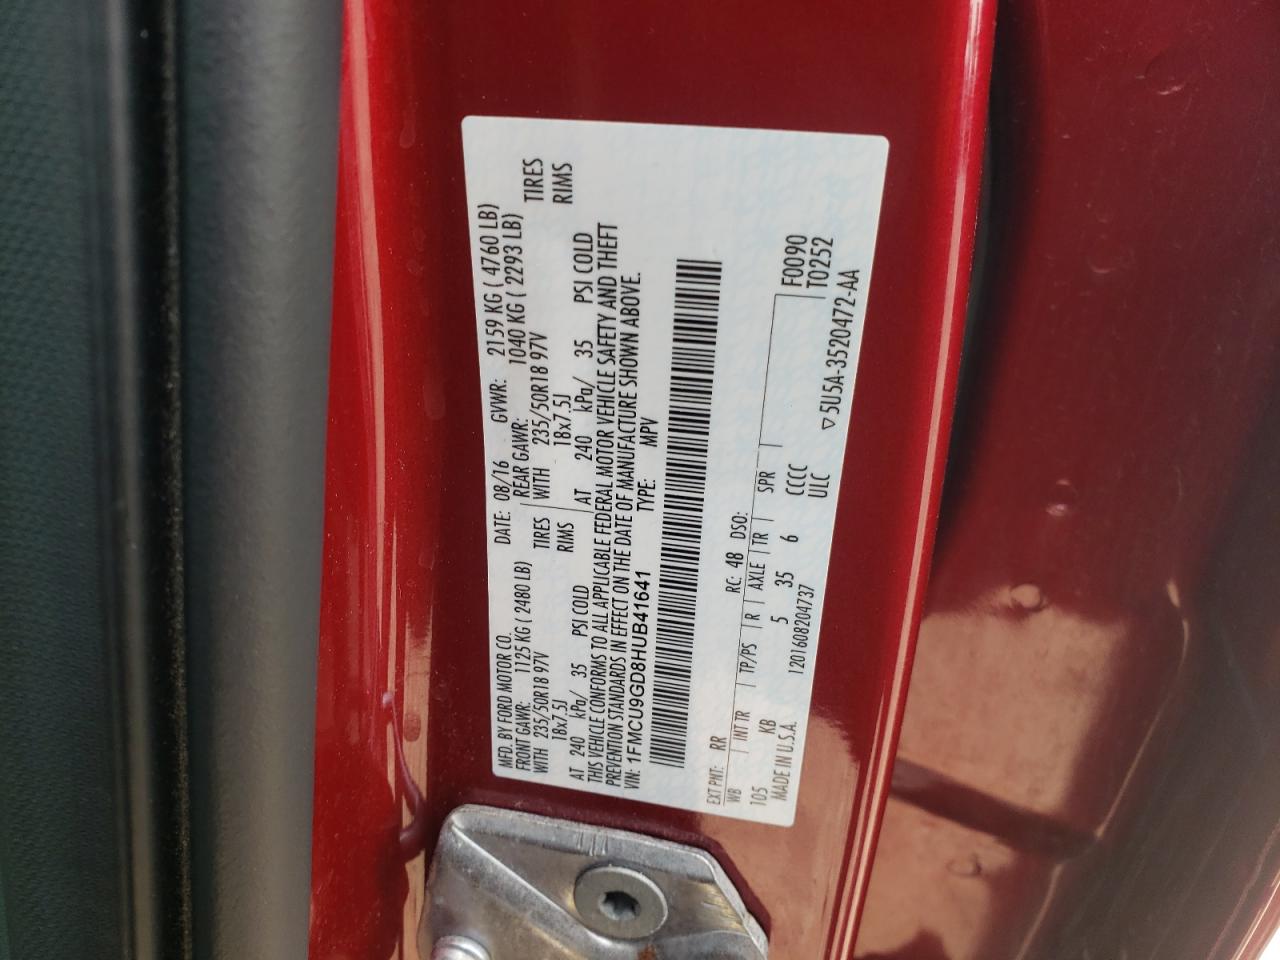 MFD. BY FORD MOTOR CO.
DATE: 08/16 GVWR: 2159 KG ( 4760 LB)
FRONT GAWR: 1125 KG ( 2480 LB)
REAR GAWR: 1040 KG ( 2293 LB)
WITH 235/50R18 97V TIRES
WITH 235/50R18 97V TIRES
18x7.5J RIMS
18x7.5J RIMS
AT 240 kPa/ 35 PSI COLD
AT 240 kPa/ 35 PSI COLD
THIS VEHICLE CONFORMS TO ALL APPLICABLE FEDERAL MOTOR VEHICLE SAFETY AND THEFT
PREVENTION STANDARDS IN EFFECT ON THE DATE OF MANUFACTURE SHOWN ABOVE.
VIN: 1FMCU9GD8HUB41641 TYPE: MPV
EXT PNT: RR RC: 48 DSO: F0090
WB INT TR TP/PS R AXLE TR SPR T0252
105 KB 5 35 6 CCCC
MADE IN U.S.A. 1201608204737 ULC
▽5U5A-3520472-AA